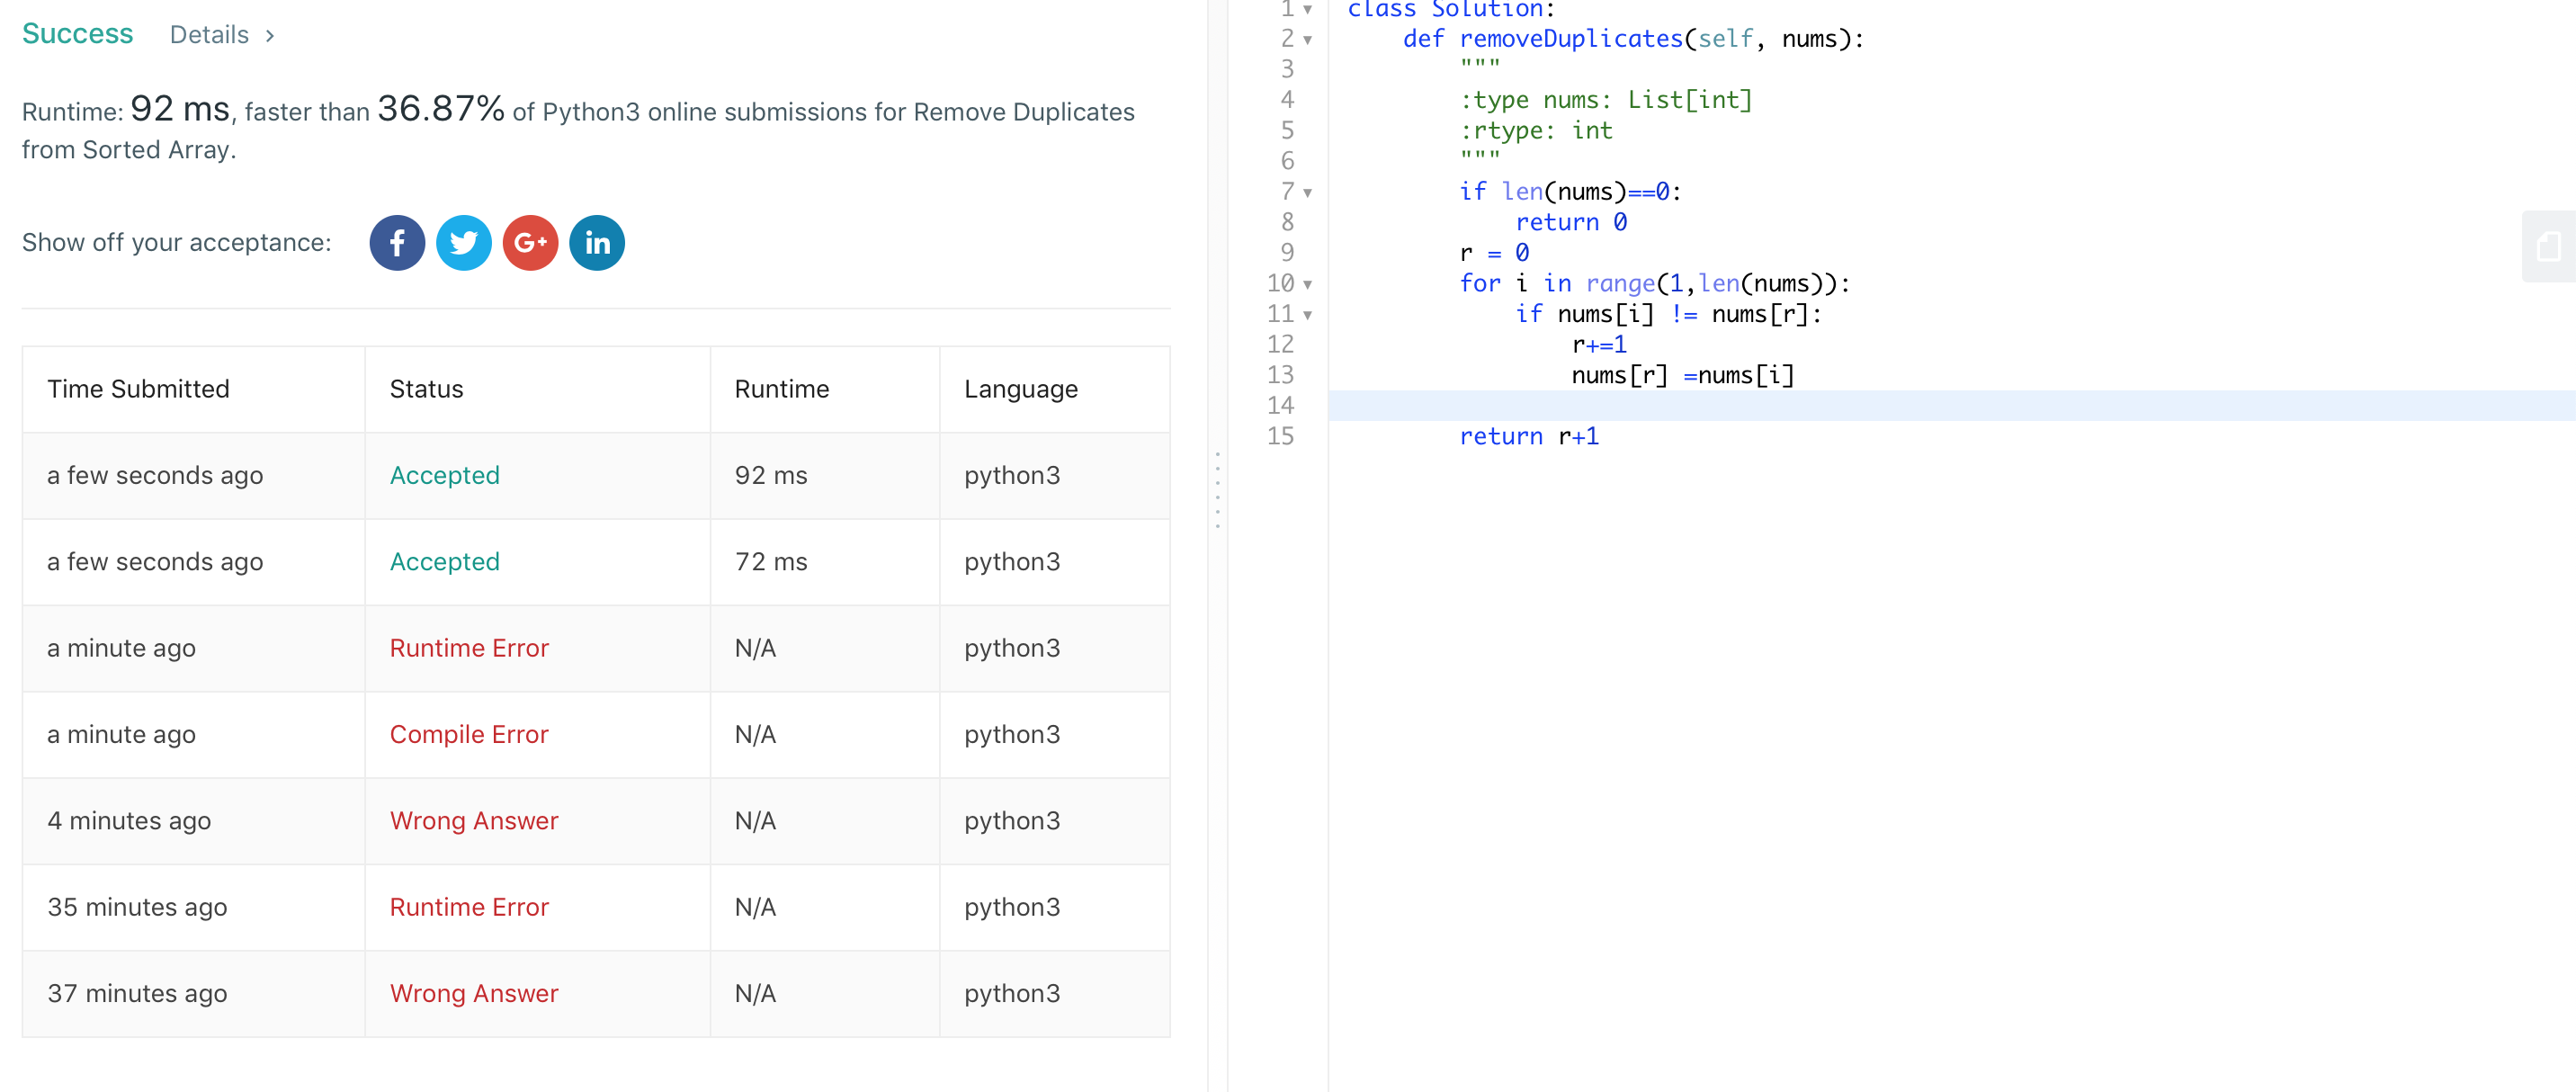 Success Details >
Runtime: 92 ms, faster than 36.87% of Python3 online submissions for Remove Duplicates
from Sorted Array.
Show off your acceptance: f G+ in
Time Submitted Status Runtime Language
a few seconds ago Accepted 92 ms python3
a few seconds ago Accepted 72 ms python3
a minute ago Runtime Error N/A python3
a minute ago Compile Error N/A python3
4 minutes ago Wrong Answer N/A python3
35 minutes ago Runtime Error N/A python3
37 minutes ago Wrong Answer N/A python3
1 class Solution:
2 def removeDuplicates(self, nums):
3 """
4 :type nums: List[int]
5 :rtype: int
6 """
7 if len(nums)==0:
8 return 0
9 r = 0
10 for i in range(1,len(nums)):
11 if nums[i] != nums[r]:
12 r+=1
13 nums[r] =nums[i]
14
15 return r+1